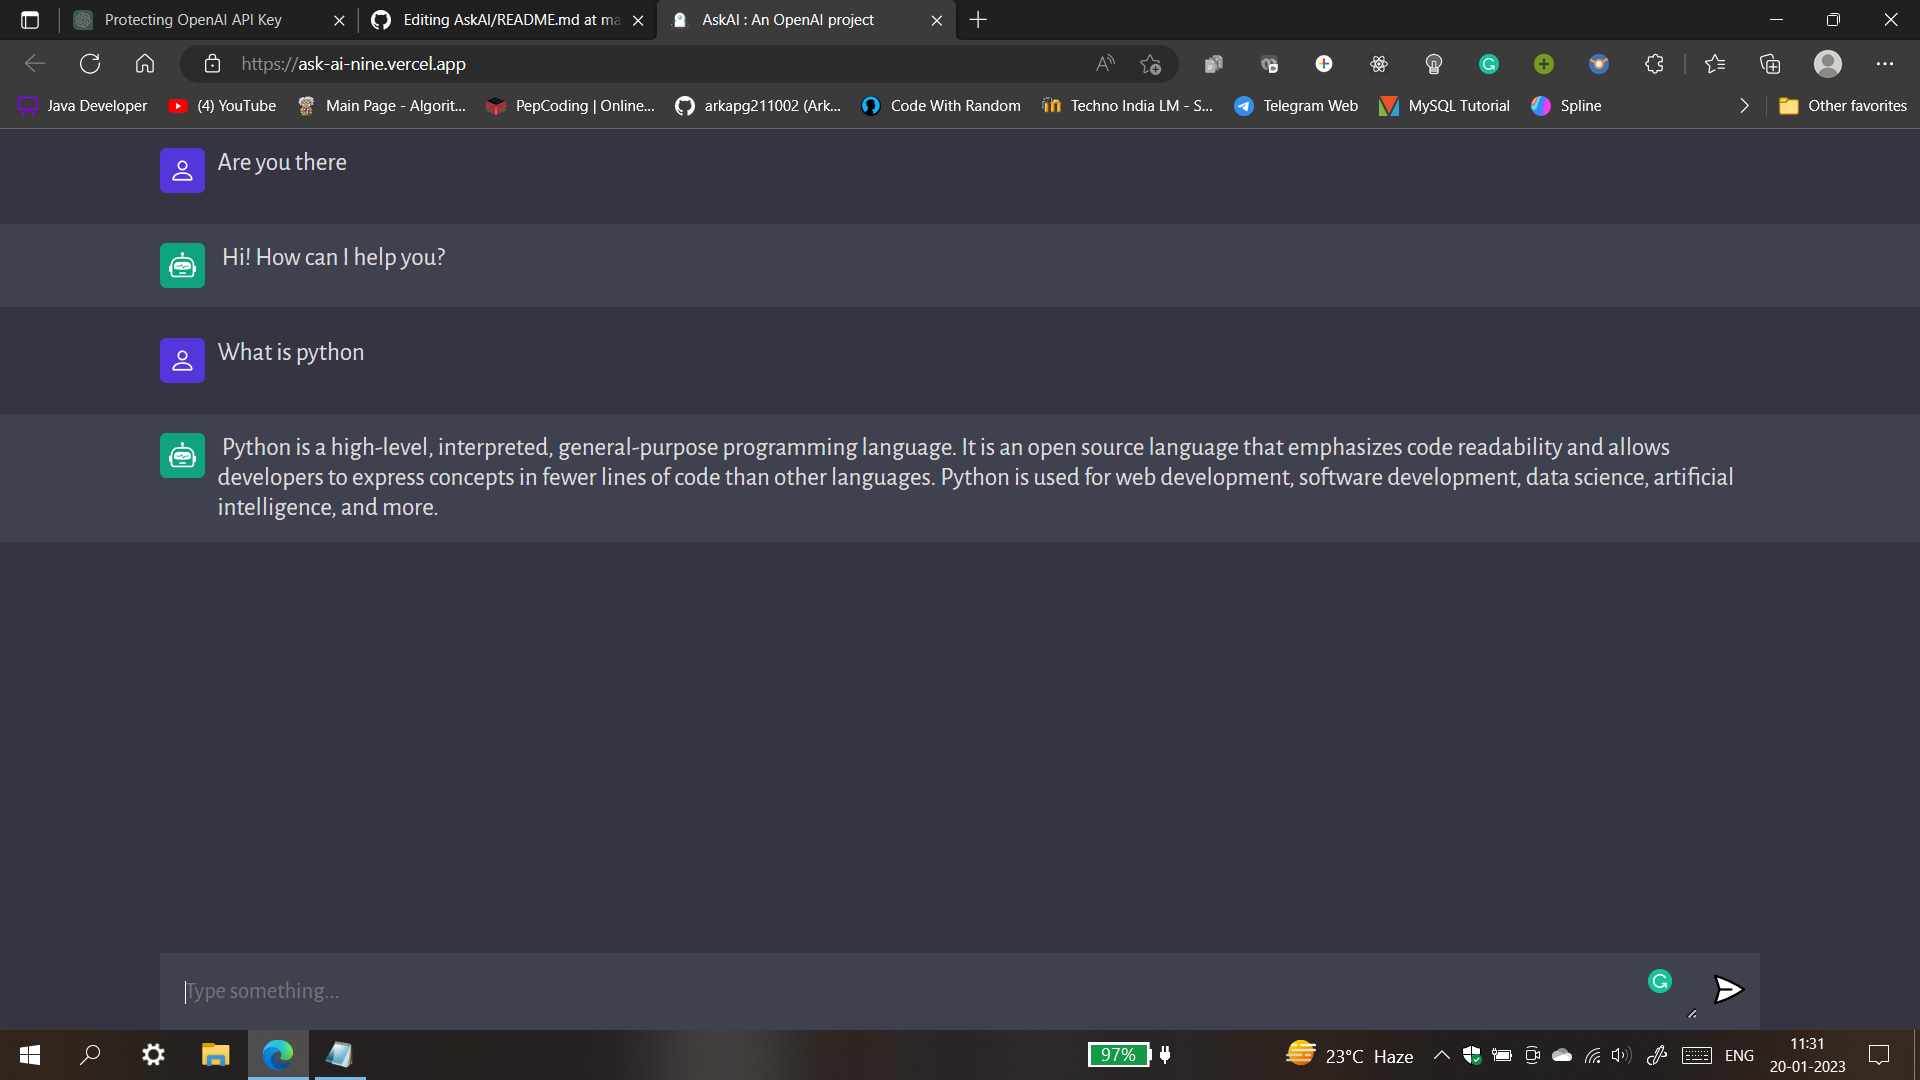 Protecting OpenAI API Key
Editing AskAI/README.md at ma
AskAI : An OpenAI project
https://ask-ai-nine.vercel.app
Java Developer
(4) YouTube
Main Page - Algorit...
PepCoding | Online...
arkapg211002 (Ark...
Code With Random
Techno India LM - S...
Telegram Web
MySQL Tutorial
Spline
Other favorites
Are you there
Hi! How can I help you?
What is python
Python is a high-level, interpreted, general-purpose programming language. It is an open source language that emphasizes code readability and allows
developers to express concepts in fewer lines of code than other languages. Python is used for web development, software development, data science, artificial
intelligence, and more.
Type something...
97%
23°C Haze
ENG
11:31
20-01-2023